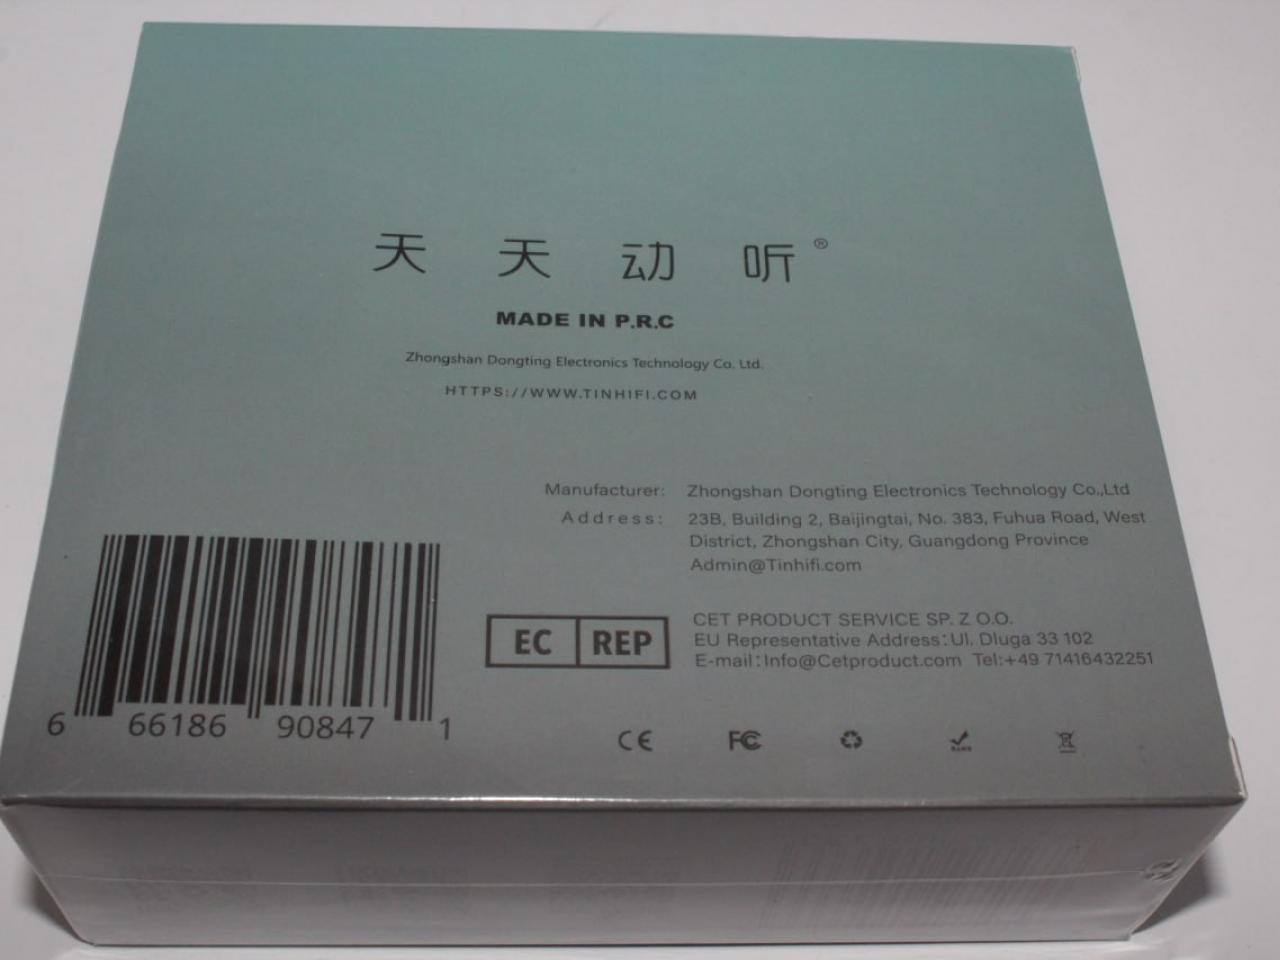 天天动听®
MADE IN P.R.C
Zhongshan Dongting Electronics Technology Co. Ltd.
HTTPS://WWW.TINHIFI.COM
Manufacturer: Zhongshan Dongting Electronics Technology Co.,Ltd
Address: 23B, Building 2, Baijingtai, No. 383, Fuhua Road, West
District, Zhongshan City, Guangdong Province
Admin@Tinhifi.com
EC REP
CET PRODUCT SERVICE SP. Z O.O.
EU Representative Address:Ul. Dluga 33 102
E-mail:Info@Cetproduct.com Tel:+49 71416432251
6 66186 90847 1
CE FC